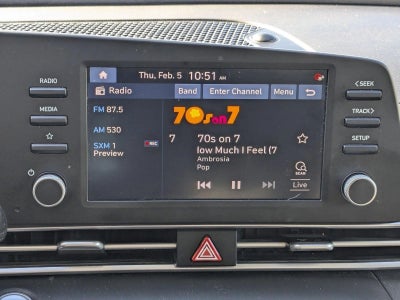 Thu, Feb. 5 10:51 AM
RADIO
Radio
Band
Enter Channel
Menu
< SEEK
MEDIA
FM 87.5
70s on 7
TRACK >
AM 530
7
70s on 7
SXM 1
REC
low Much I Feel (7
SETUP
Preview
Ambrosia
Pop
SCAN
Live